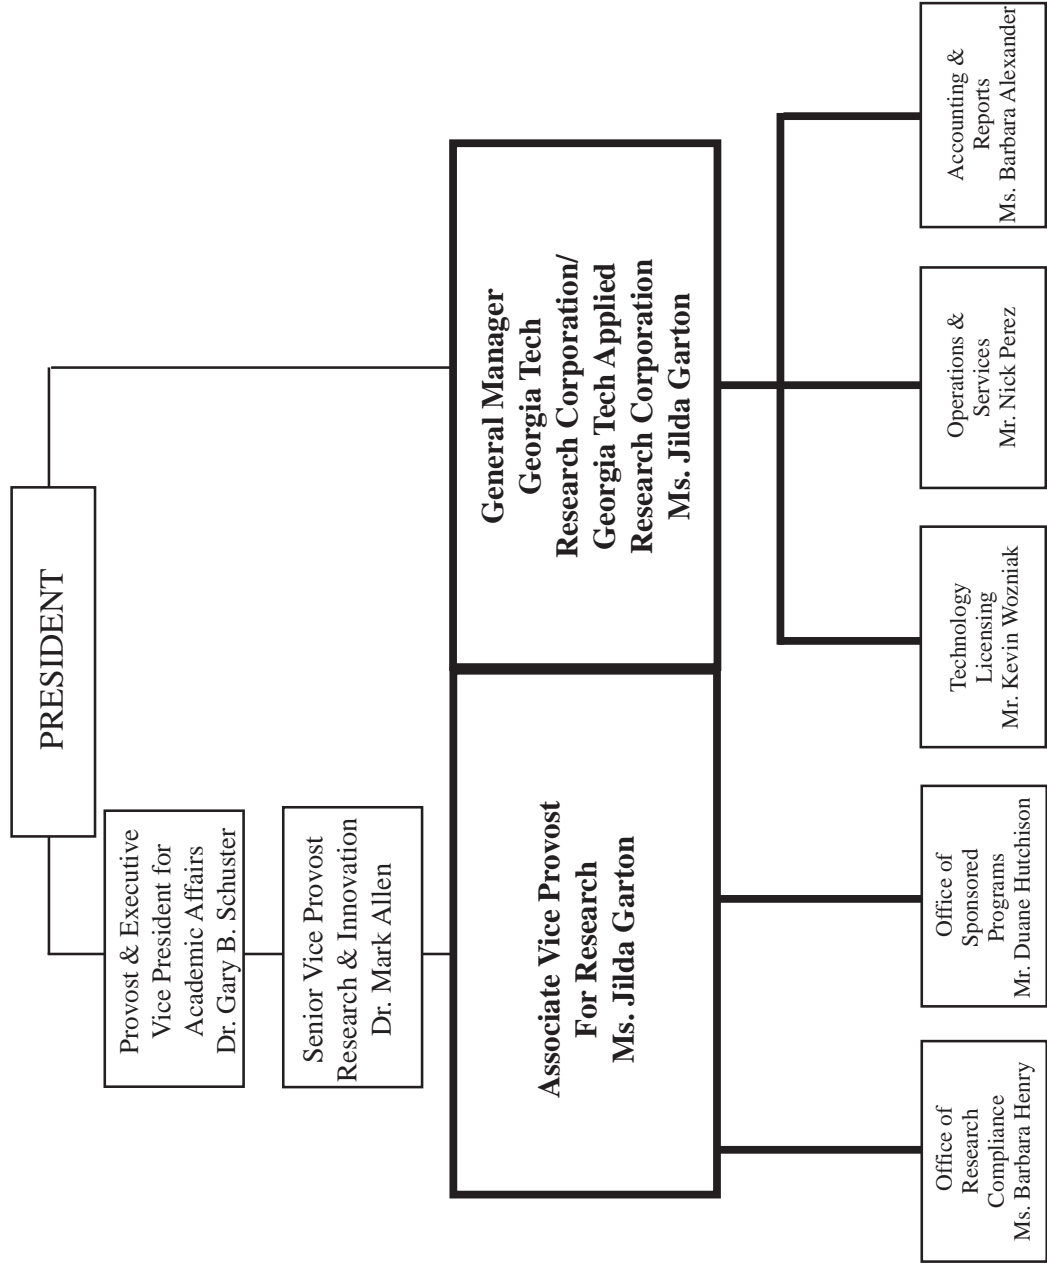 PRESIDENT
Provost & Executive
Vice President for
Academic Affairs
Dr. Gary B. Schuster
Senior Vice Provost
Research & Innovation
Dr. Mark Allen
Associate Vice Provost
For Research
Ms. Jilda Garton
General Manager
Georgia Tech
Research Corporation/
Georgia Tech Applied
Research Corporation
Ms. Jilda Garton
Office of
Research
Compliance
Ms. Barbara Henry
Office of
Sponsored
Programs
Mr. Duane Hutchison
Technology
Licensing
Mr. Kevin Wozniak
Operations &
Services
Mr. Nick Perez
Accounting &
Reports
Ms. Barbara Alexander